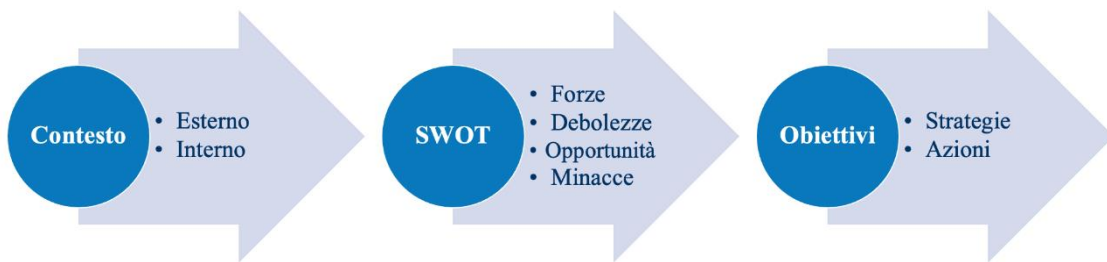 Contesto
• Esterno
• Interno
SWOT
• Forze
• Debolezze
• Opportunità
• Minacce
Obiettivi
• Strategie
• Azioni